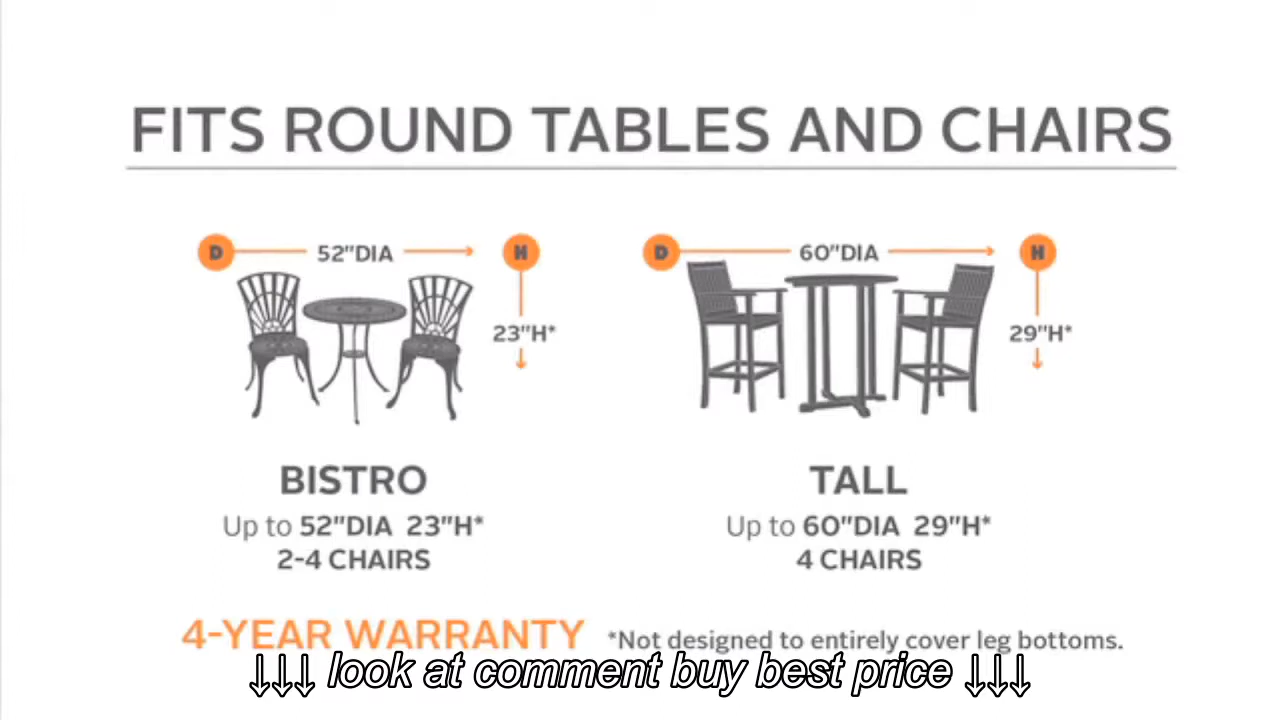 FITS ROUND TABLES AND CHAIRS
D 52"DIA H
D 60"DIA H
23"H*
29"H*
BISTRO
TALL
Up to 52"DIA 23"H*
Up to 60"DIA 29"H*
2-4 CHAIRS
4 CHAIRS
4-YEAR WARRANTY *Not designed to entirely cover leg bottoms.
↓↓↓ look at comment buy best price ↓↓↓